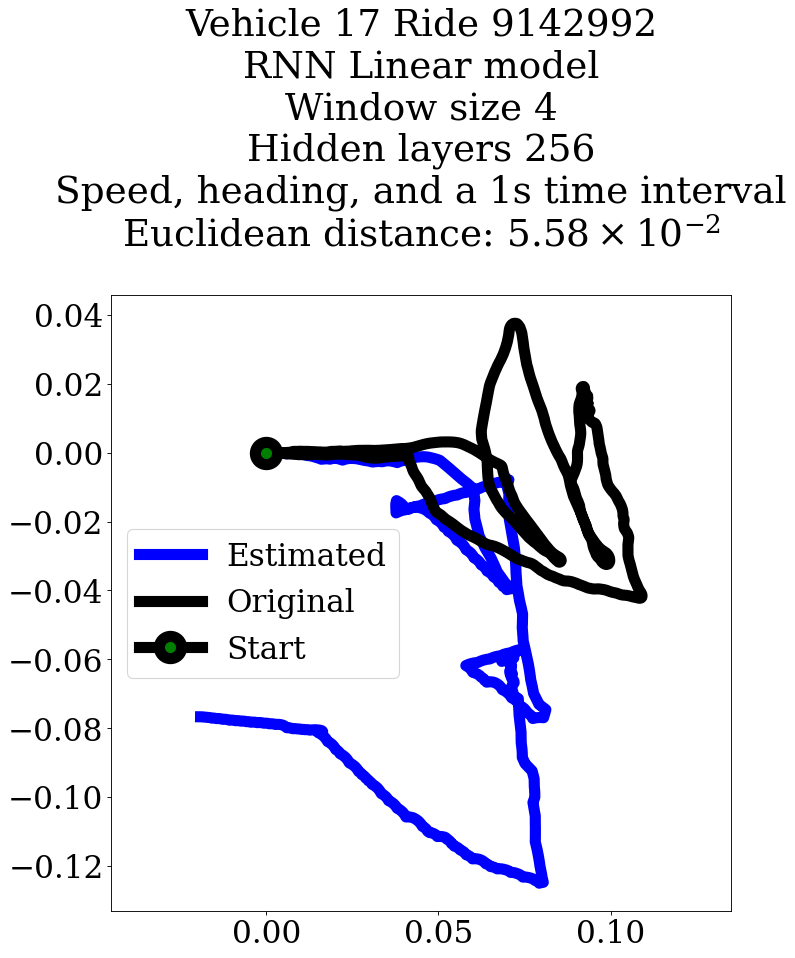 Vehicle 17 Ride 9142992
RNN Linear model
Window size 4
Hidden layers 256
Speed, heading, and a 1s time interval
Euclidean distance: 5.58 × 10⁻²
0.04
0.02
0.00
−0.02
−0.04
−0.06
−0.08
−0.10
−0.12
Estimated
Original
Start
0.00 0.05 0.10